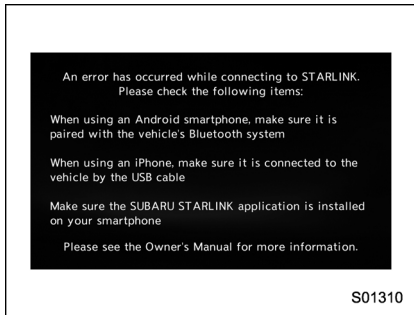 An error has occurred while connecting to STARLINK.
Please check the following items:
When using an Android smartphone, make sure it is
paired with the vehicle's Bluetooth system
When using an iPhone, make sure it is connected to the
vehicle by the USB cable
Make sure the SUBARU STARLINK application is installed
on your smartphone
Please see the Owner's Manual for more information.
S01310